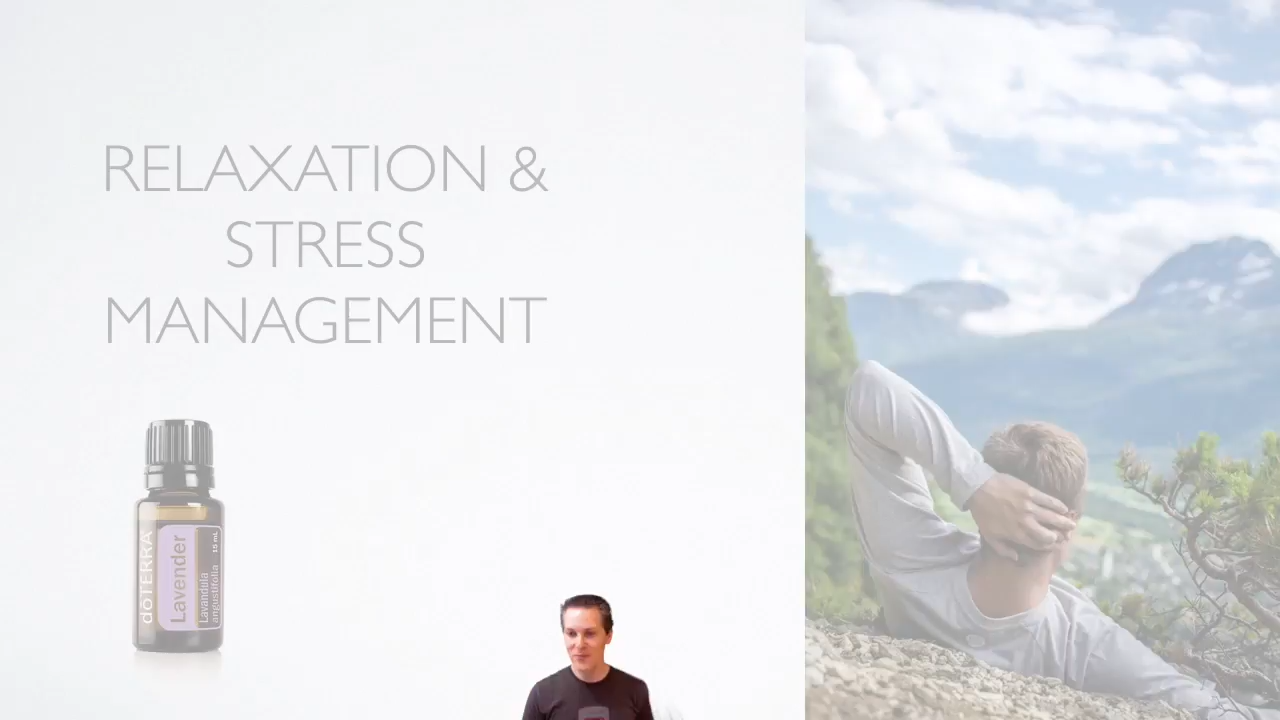 RELAXATION &
STRESS
MANAGEMENT
dōTERRA
Lavender
Lavandula
angustifolia 15 mL